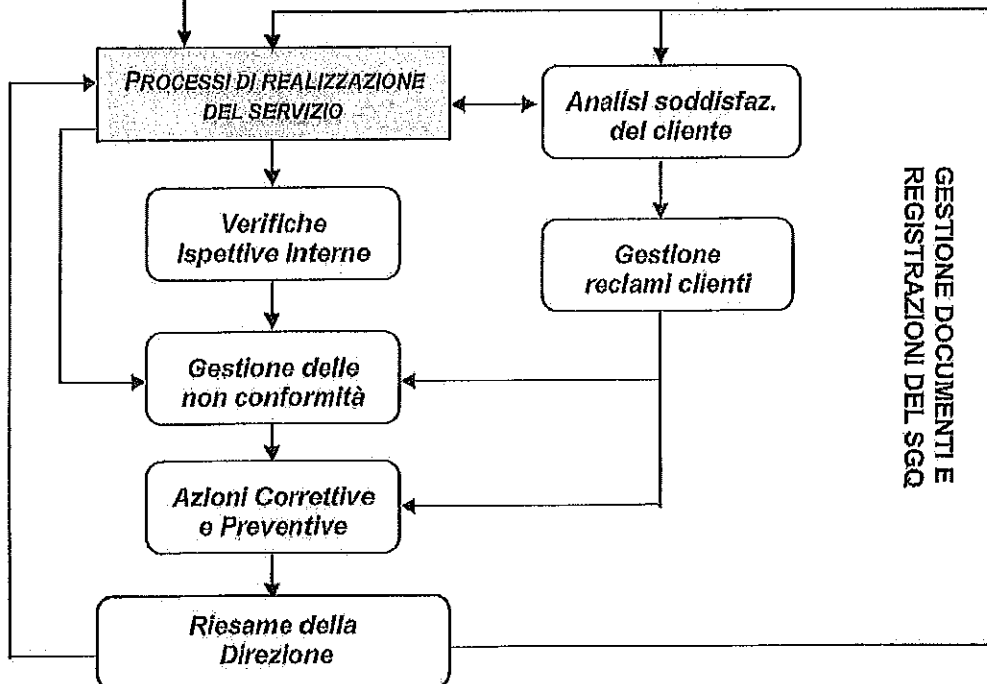 PROCESSI DI REALIZZAZIONE
DEL SERVIZIO
Analisi soddisfaz.
del cliente
Verifiche
Ispettive Interne
Gestione
reclami clienti
Gestione delle
non conformità
Azioni Correttive
e Preventive
Riesame della
Direzione
GESTIONE DOCUMENTI E
REGISTRAZIONI DEL SGQ